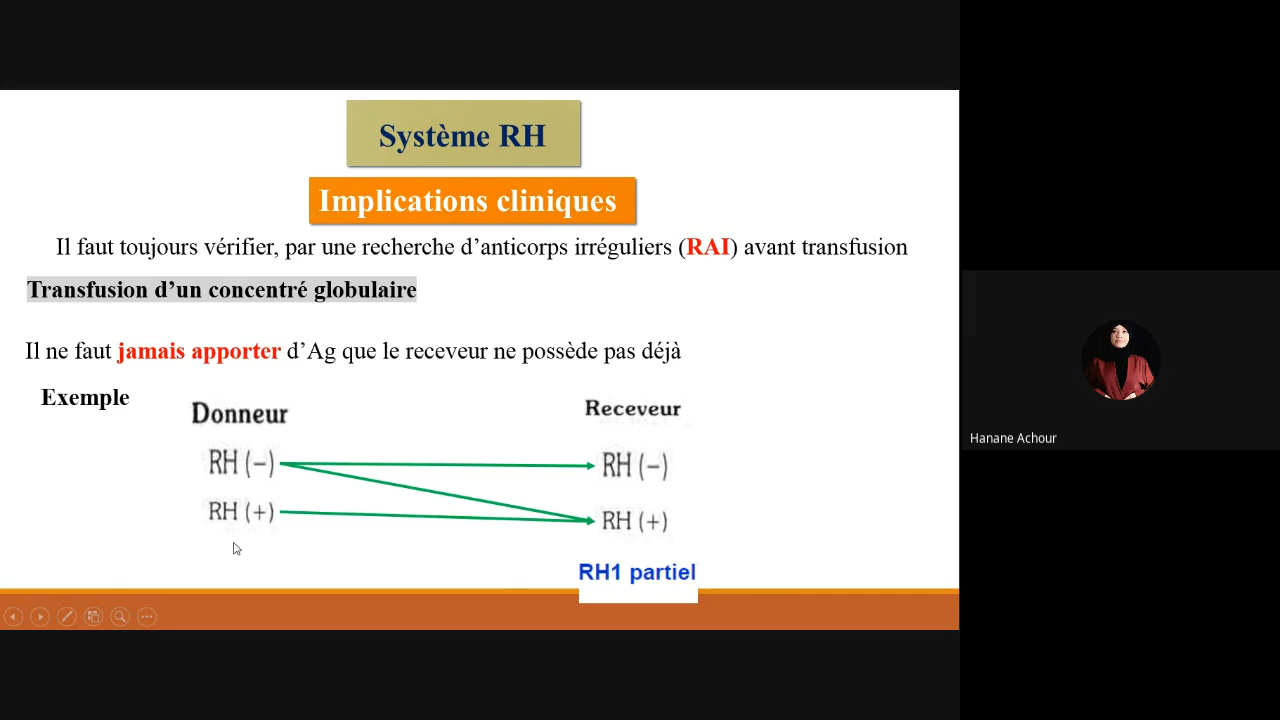 Système RH
Implications cliniques
Il faut toujours vérifier, par une recherche d’anticorps irréguliers (RAI) avant transfusion
Transfusion d’un concentré globulaire
Il ne faut jamais apporter d’Ag que le receveur ne possède pas déjà
Exemple
Donneur
Receveur
RH (−)
RH (−)
RH (+)
RH (+)
RH1 partiel
Hanane Achour